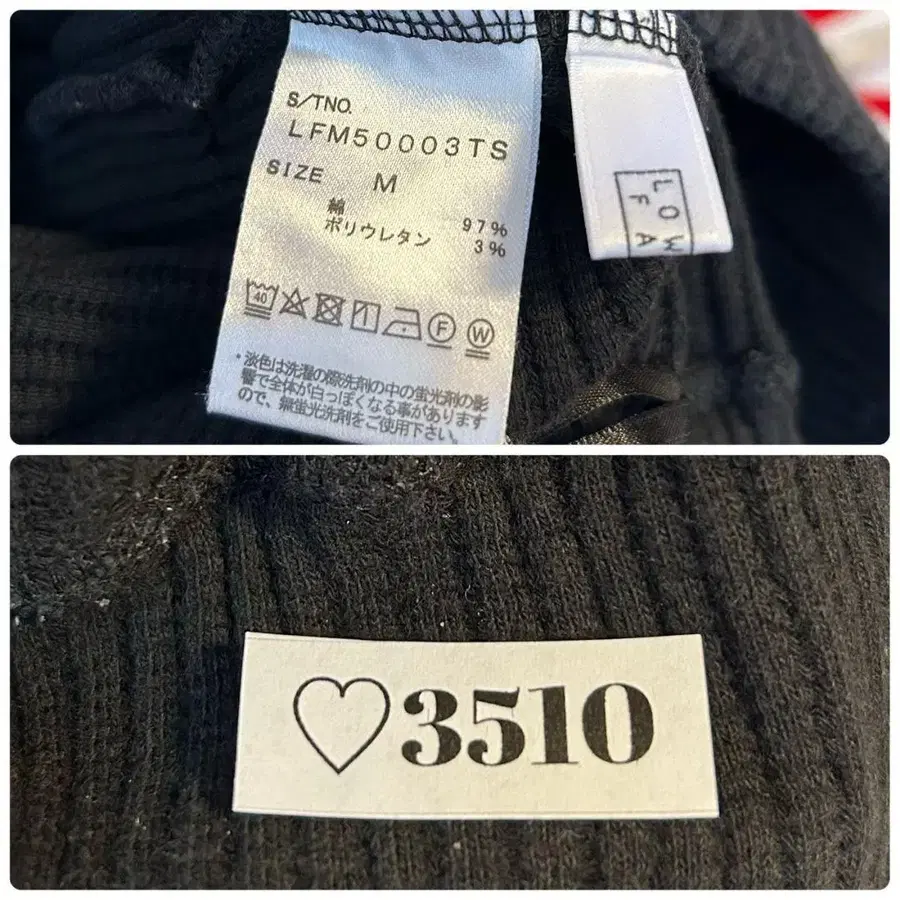 S/TNO.
LFM50003TS
SIZE M
綿 97%
ポリウレタン 3%
40
F W
・淡色は洗濯の際洗剤の中の蛍光剤の影
響で全体が白っぽくなる事があります
ので、無蛍光洗剤をご使用下さい。
LOW
FA
♡3510